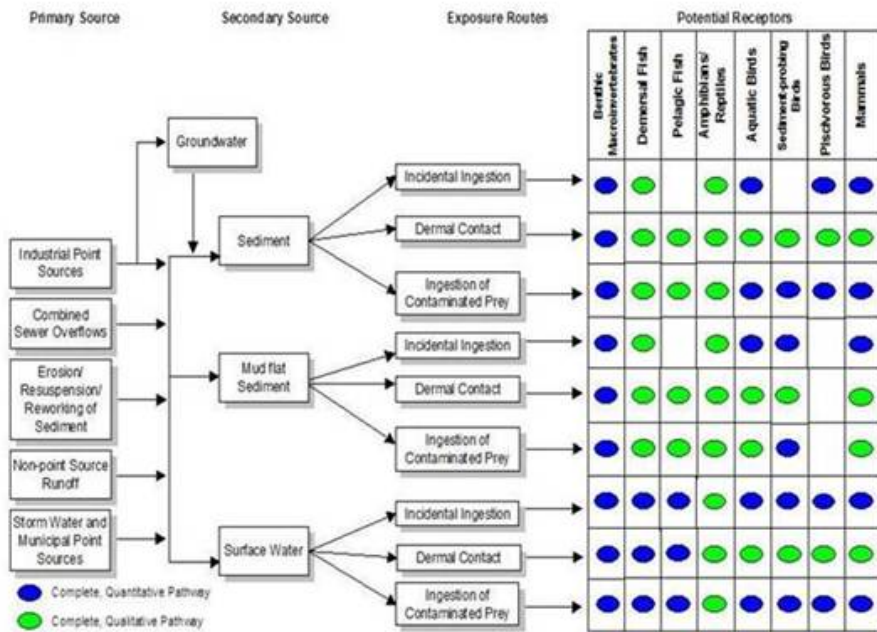 Primary Source
Secondary Source
Exposure Routes
Potential Receptors
Benthic
Macroinvertebrates
Demersal Fish
Pelagic Fish
Amphibians/
Reptiles
Aquatic Birds
Sediment-probing
Birds
Piscivorous Birds
Mammals
Groundwater
Industrial Point
Sources
Combined
Sewer Overflows
Erosion/
Resuspension/
Reworking of
Sediment
Non-point Source
Runoff
Storm Water and
Municipal Point
Sources
Sediment
Incidental Ingestion
Dermal Contact
Ingestion of
Contaminated Prey
Mud flat
Sediment
Incidental Ingestion
Dermal Contact
Ingestion of
Contaminated Prey
Surface Water
Incidental Ingestion
Dermal Contact
Ingestion of
Contaminated Prey
Complete, Quantitative Pathway
Complete, Qualitative Pathway